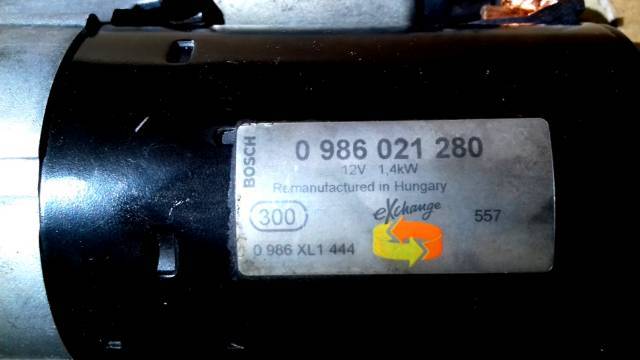 BOSCH
0 986 021 280
12V 1,4kW
Remanufactured in Hungary
300 eXchange 557
0 986 XL1 444